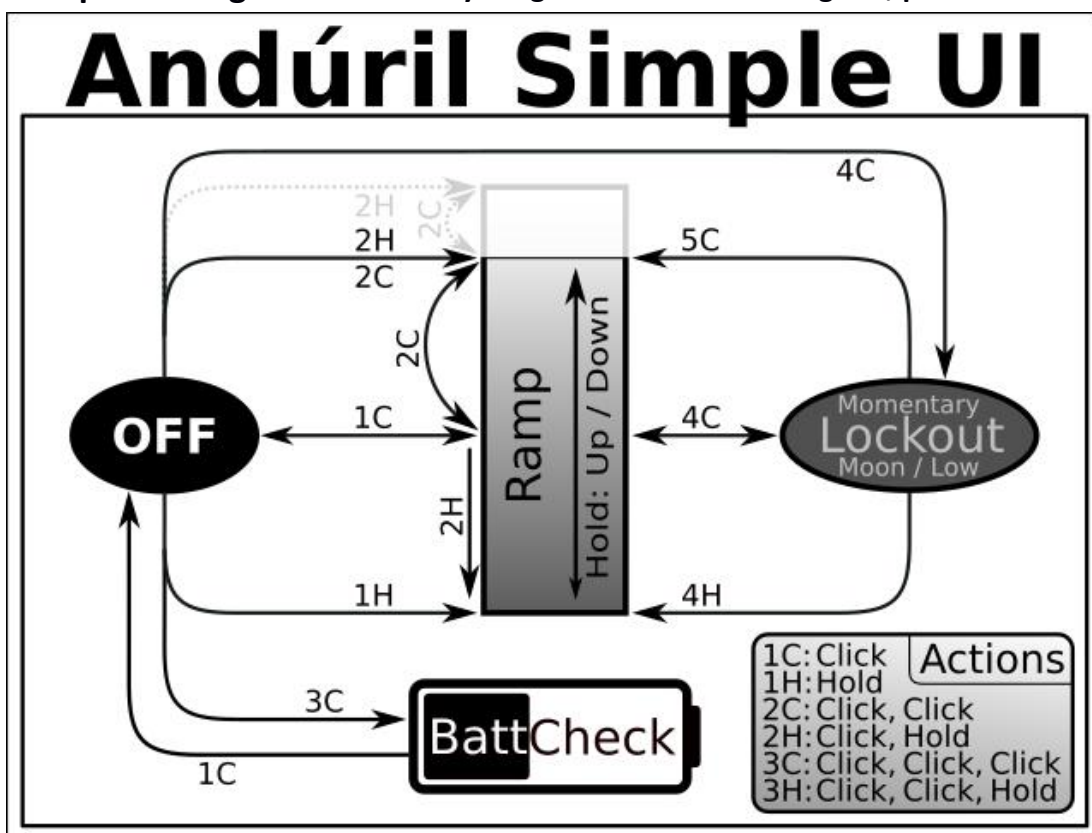 Andúril Simple UI
4C
2H
2C
2H
2C
5C
2C
OFF
1C
Ramp
Hold: Up / Down
4C
Momentary
Lockout
Moon / Low
2H
1H
4H
3C
BattCheck
1C
Actions
1C: Click
1H: Hold
2C: Click, Click
2H: Click, Hold
3C: Click, Click, Click
3H: Click, Click, Hold